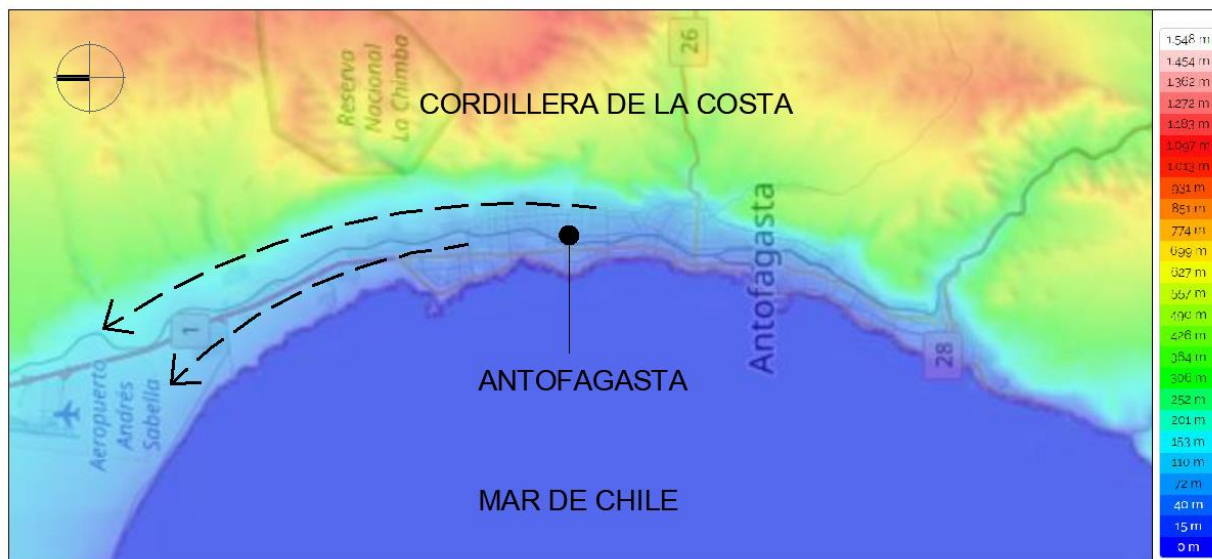 26
Reserva
Nacional
La Chimba
CORDILLERA DE LA COSTA
Antofagasta
1
28
Aeropuerto
Andrés
Sabella
ANTOFAGASTA
MAR DE CHILE
1.548 m
1.454 m
1.362 m
1.272 m
1.183 m
1.097 m
1.013 m
931 m
851 m
774 m
699 m
627 m
557 m
490 m
426 m
364 m
306 m
252 m
201 m
153 m
110 m
72 m
40 m
15 m
0 m